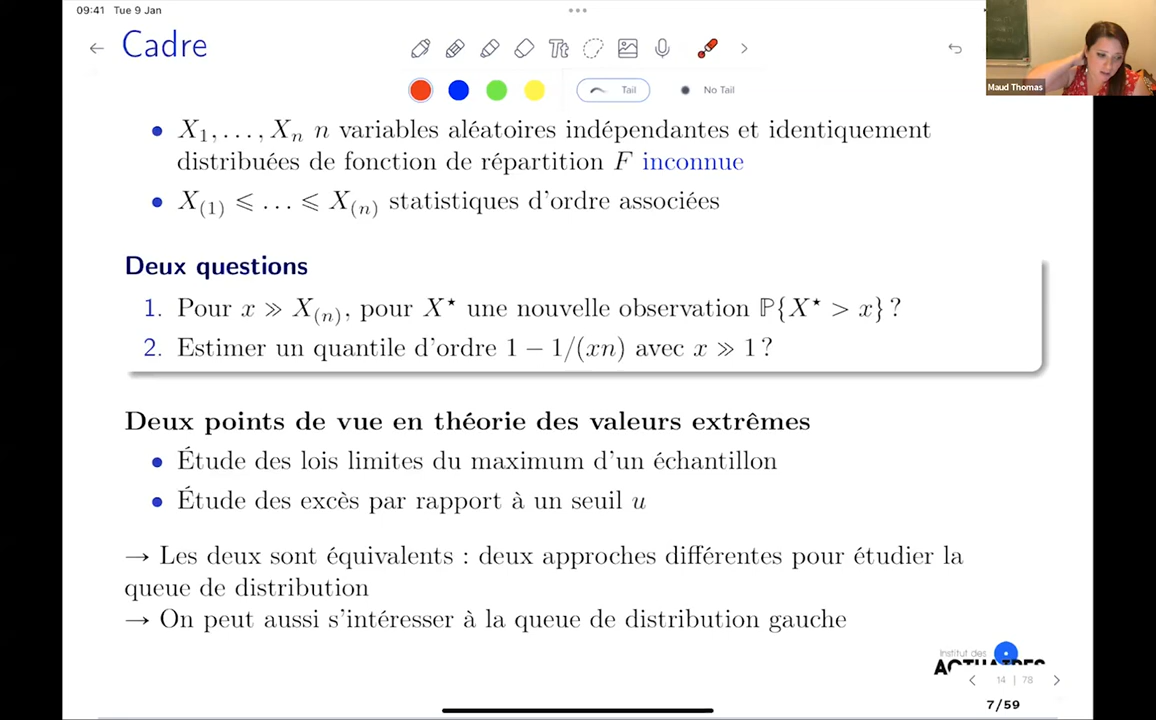 09:41 Tue 9 Jan
Cadre
Tt
Tail
No Tail
Maud Thomas
• X₁, . . . , Xₙ n variables aléatoires indépendantes et identiquement
distribuées de fonction de répartition F inconnue
• X₍₁₎ ⩽ . . . ⩽ X₍ₙ₎ statistiques d'ordre associées
Deux questions
1. Pour x ≫ X₍ₙ₎, pour X⋆ une nouvelle observation ℙ{X⋆ > x} ?
2. Estimer un quantile d'ordre 1 − 1/(xn) avec x ≫ 1 ?
Deux points de vue en théorie des valeurs extrêmes
• Étude des lois limites du maximum d'un échantillon
• Étude des excès par rapport à un seuil u
→ Les deux sont équivalents : deux approches différentes pour étudier la
queue de distribution
→ On peut aussi s'intéresser à la queue de distribution gauche
Institut des
ACTUAIRES
14 | 78
7/59